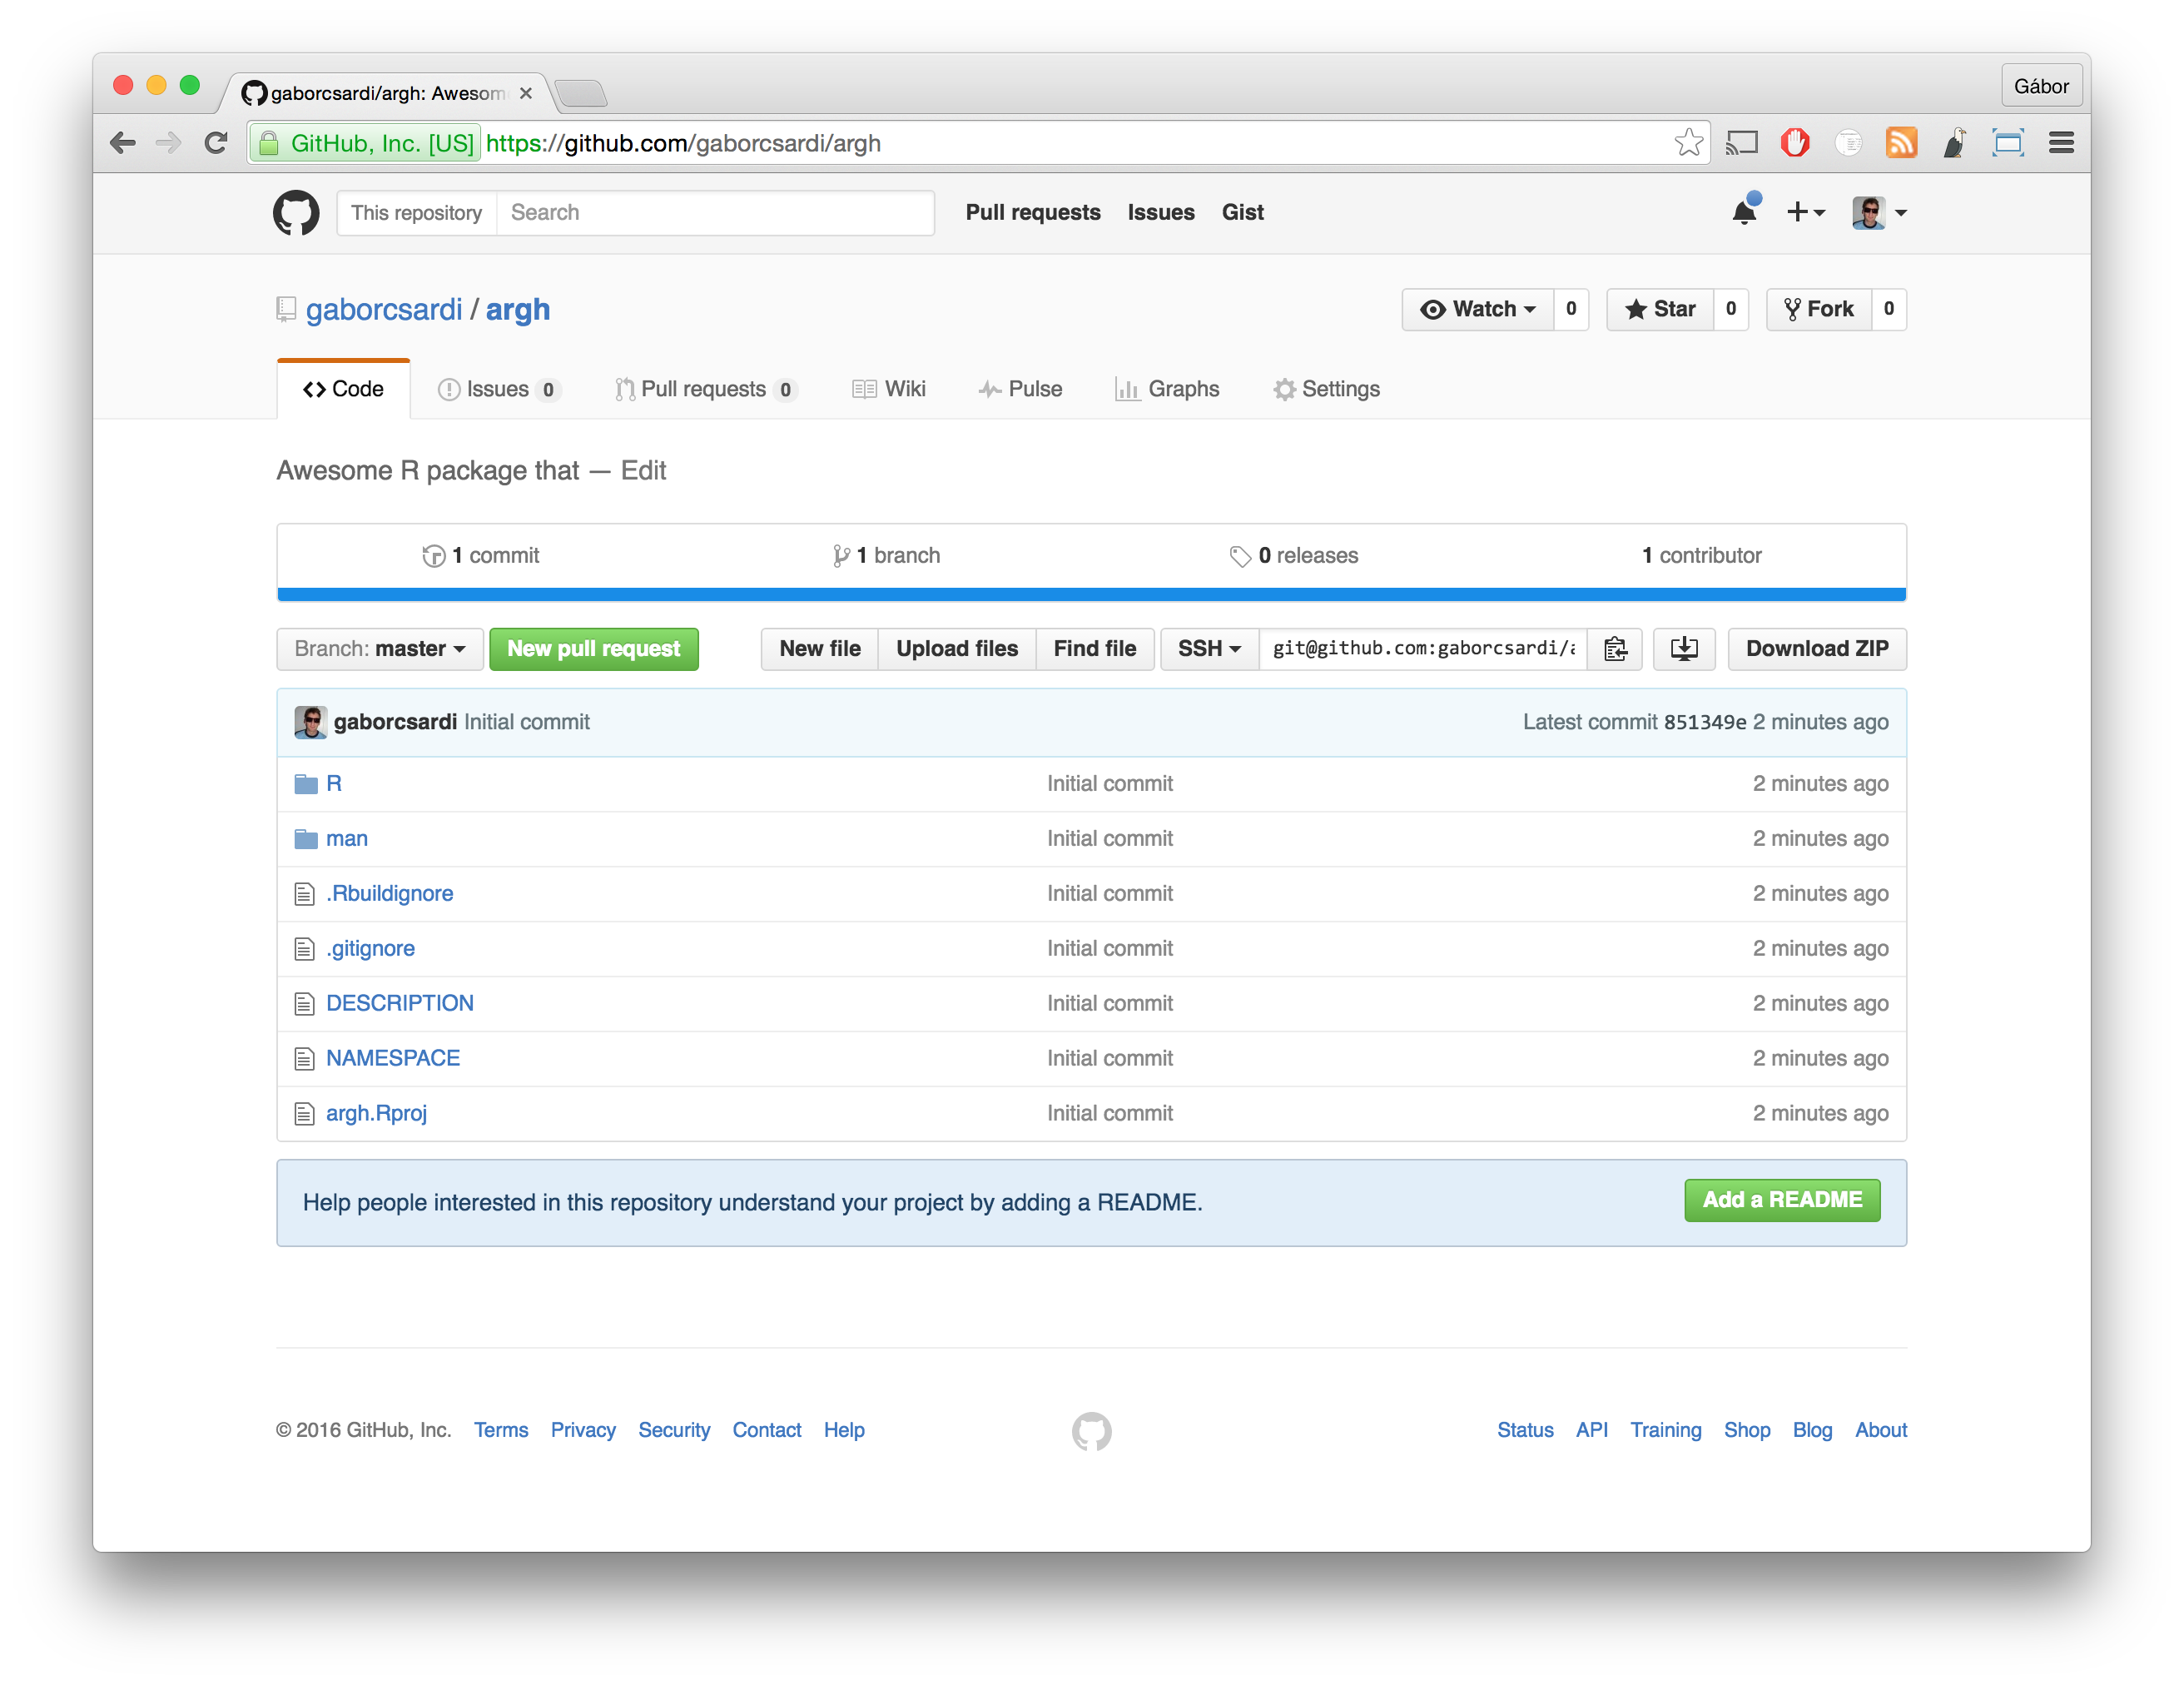 gaborcsardi/argh: Awesom
Gábor
GitHub, Inc. [US] https://github.com/gaborcsardi/argh
This repository Search Pull requests Issues Gist
gaborcsardi / argh Watch 0 Star 0 Fork 0
Code Issues 0 Pull requests 0 Wiki Pulse Graphs Settings
Awesome R package that — Edit
1 commit 1 branch 0 releases 1 contributor
Branch: master New pull request New file Upload files Find file SSH git@github.com:gaborcsardi/a Download ZIP
gaborcsardi Initial commit Latest commit 851349e 2 minutes ago
R Initial commit 2 minutes ago
man Initial commit 2 minutes ago
.Rbuildignore Initial commit 2 minutes ago
.gitignore Initial commit 2 minutes ago
DESCRIPTION Initial commit 2 minutes ago
NAMESPACE Initial commit 2 minutes ago
argh.Rproj Initial commit 2 minutes ago
Help people interested in this repository understand your project by adding a README. Add a README
© 2016 GitHub, Inc. Terms Privacy Security Contact Help Status API Training Shop Blog About